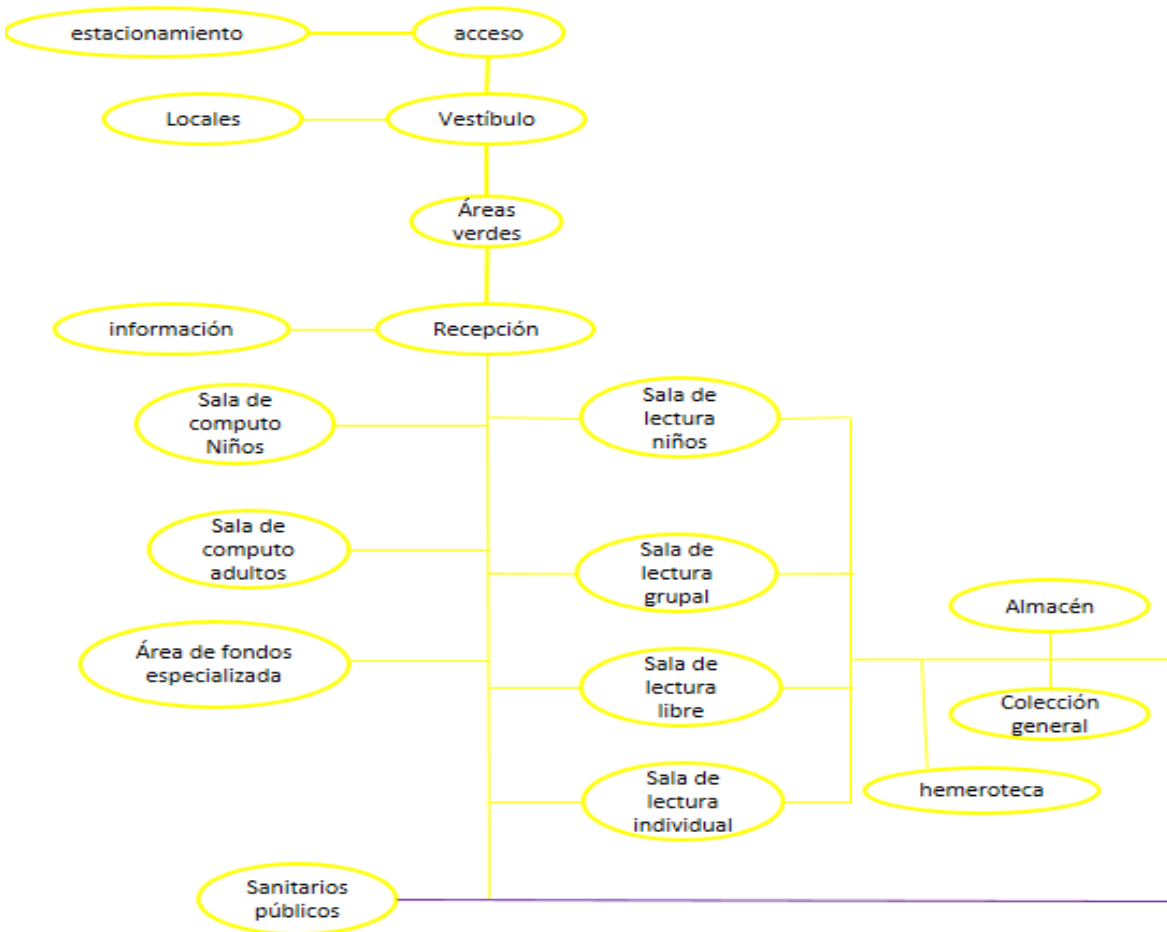 estacionamiento
acceso
Locales
Vestíbulo
Áreas
verdes
información
Recepción
Sala de
computo
Niños
Sala de
lectura
niños
Sala de
computo
adultos
Sala de
lectura
grupal
Almacén
Área de fondos
especializada
Sala de
lectura
libre
Colección
general
Sala de
lectura
individual
hemeroteca
Sanitarios
públicos